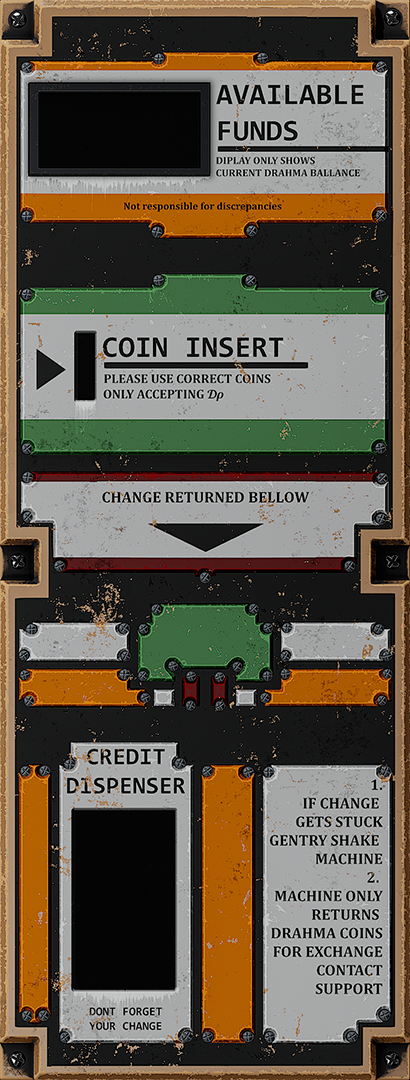 AVAILABLE
FUNDS
DIPLAY ONLY SHOWS
CURRENT DRAHMA BALLANCE
Not responsible for discrepancies
COIN INSERT
PLEASE USE CORRECT COINS
ONLY ACCEPTING Dρ
CHANGE RETURNED BELLOW
CREDIT
DISPENSER
DONT FORGET
YOUR CHANGE
1.
IF CHANGE
GETS STUCK
GENTRY SHAKE
MACHINE
2.
MACHINE ONLY
RETURNS
DRAHMA COINS
FOR EXCHANGE
CONTACT
SUPPORT